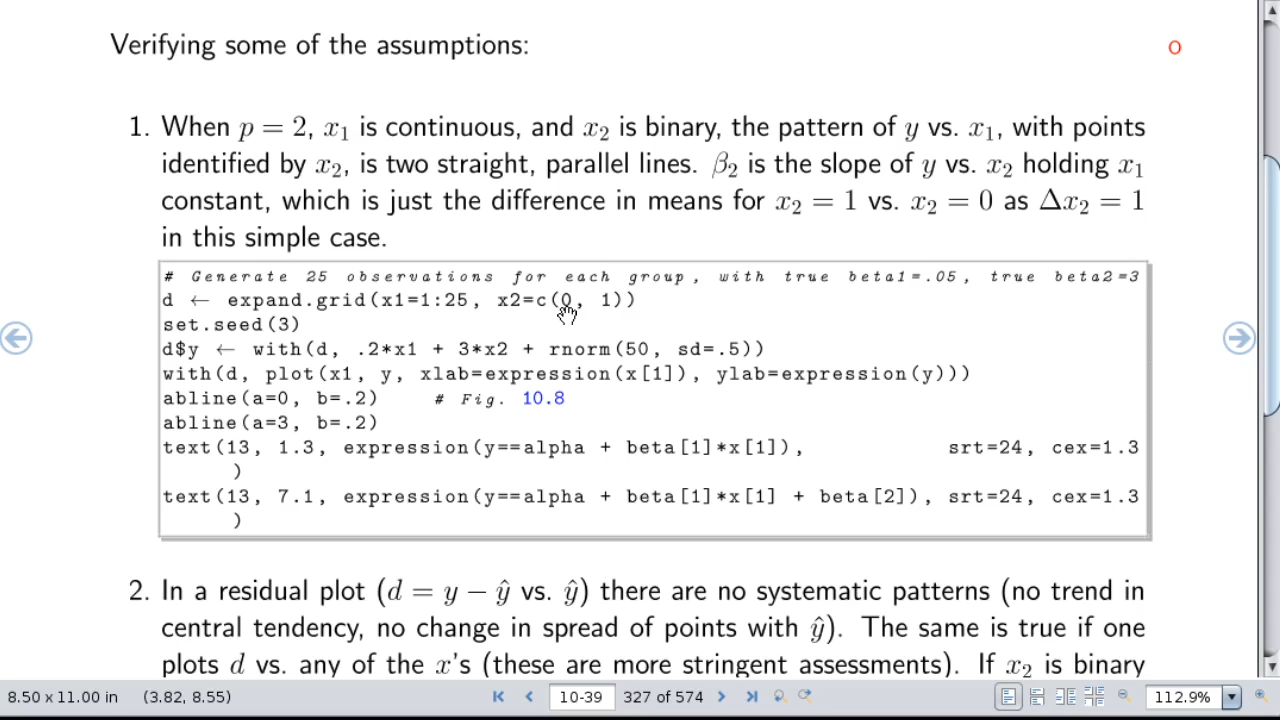 Verifying some of the assumptions:
O
1. When p = 2, x₁ is continuous, and x₂ is binary, the pattern of y vs. x₁, with points
identified by x₂, is two straight, parallel lines. β₂ is the slope of y vs. x₂ holding x₁
constant, which is just the difference in means for x₂ = 1 vs. x₂ = 0 as Δx₂ = 1
in this simple case.
# Generate 25 observations for each group, with true beta1=.05, true beta2=3
d ← expand.grid(x1=1:25, x2=c(0, 1))
set.seed(3)
d$y ← with(d, .2*x1 + 3*x2 + rnorm(50, sd=.5))
with(d, plot(x1, y, xlab=expression(x[1]), ylab=expression(y)))
abline(a=0, b=.2) # Fig. 10.8
abline(a=3, b=.2)
text(13, 1.3, expression(y==alpha + beta[1]*x[1]), srt=24, cex=1.3
)
text(13, 7.1, expression(y==alpha + beta[1]*x[1] + beta[2]), srt=24, cex=1.3
)
2. In a residual plot (d = y − ŷ vs. ŷ) there are no systematic patterns (no trend in
central tendency, no change in spread of points with ŷ). The same is true if one
plots d vs. any of the x's (these are more stringent assessments). If x₂ is binary
8.50 x 11.00 in (3.82, 8.55) 10-39 327 of 574 112.9%